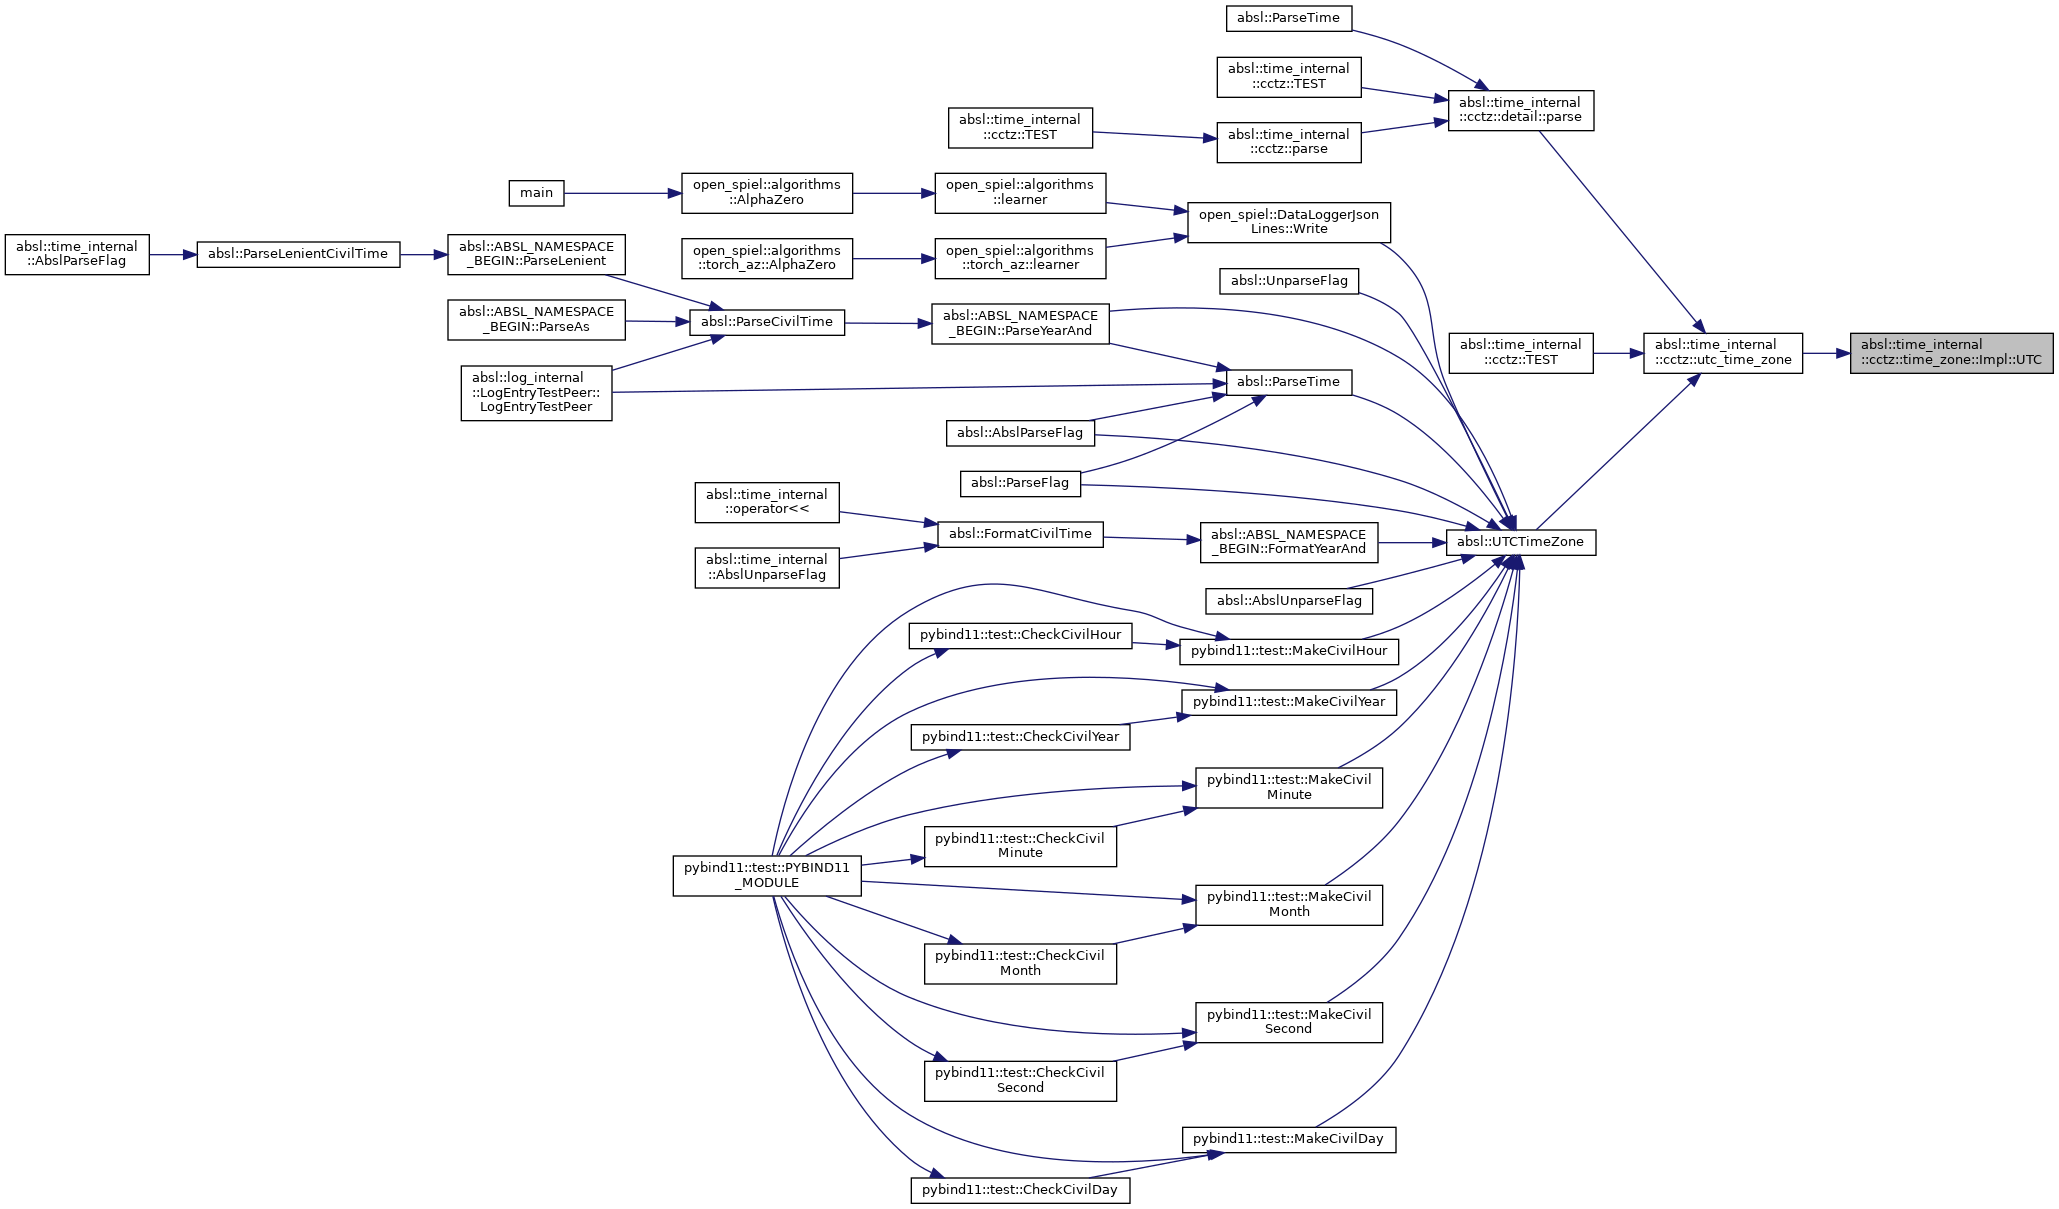 absl::ParseTime
absl::time_internal
::cctz::TEST
absl::time_internal
::cctz::detail::parse
absl::time_internal
::cctz::TEST
absl::time_internal
::cctz::parse
main
open_spiel::algorithms
::AlphaZero
open_spiel::algorithms
::learner
open_spiel::DataLoggerJson
Lines::Write
absl::time_internal
::AbslParseFlag
absl::ParseLenientCivilTime
absl::ABSL_NAMESPACE
_BEGIN::ParseLenient
open_spiel::algorithms
::torch_az::AlphaZero
open_spiel::algorithms
::torch_az::learner
absl::UnparseFlag
absl::ABSL_NAMESPACE
_BEGIN::ParseAs
absl::ParseCivilTime
absl::ABSL_NAMESPACE
_BEGIN::ParseYearAnd
absl::time_internal
::cctz::TEST
absl::time_internal
::cctz::utc_time_zone
absl::time_internal
::cctz::time_zone::Impl::UTC
absl::log_internal
::LogEntryTestPeer::
LogEntryTestPeer
absl::ParseTime
absl::AbslParseFlag
absl::ParseFlag
absl::time_internal
::operator<<
absl::FormatCivilTime
absl::ABSL_NAMESPACE
_BEGIN::FormatYearAnd
absl::UTCTimeZone
absl::time_internal
::AbslUnparseFlag
absl::AbslUnparseFlag
pybind11::test::CheckCivilHour
pybind11::test::MakeCivilHour
pybind11::test::MakeCivilYear
pybind11::test::CheckCivilYear
pybind11::test::MakeCivil
Minute
pybind11::test::CheckCivil
Minute
pybind11::test::PYBIND11
_MODULE
pybind11::test::MakeCivil
Month
pybind11::test::CheckCivil
Month
pybind11::test::MakeCivil
Second
pybind11::test::CheckCivil
Second
pybind11::test::MakeCivilDay
pybind11::test::CheckCivilDay